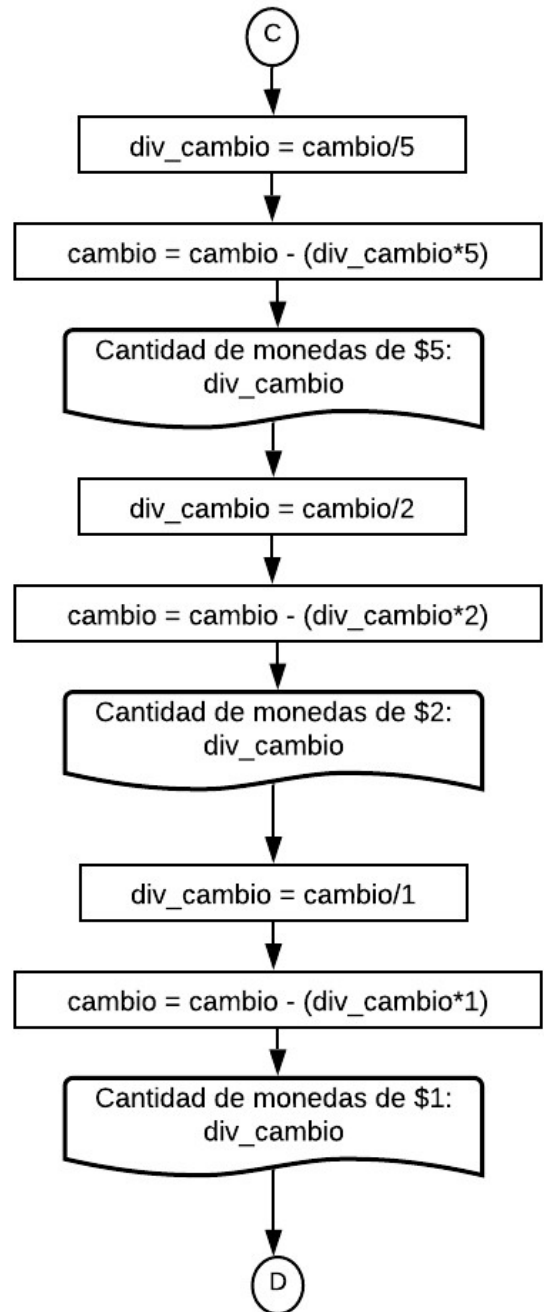 C
div_cambio = cambio/5
cambio = cambio - (div_cambio*5)
Cantidad de monedas de $5:
div_cambio
div_cambio = cambio/2
cambio = cambio - (div_cambio*2)
Cantidad de monedas de $2:
div_cambio
div_cambio = cambio/1
cambio = cambio - (div_cambio*1)
Cantidad de monedas de $1:
div_cambio
D